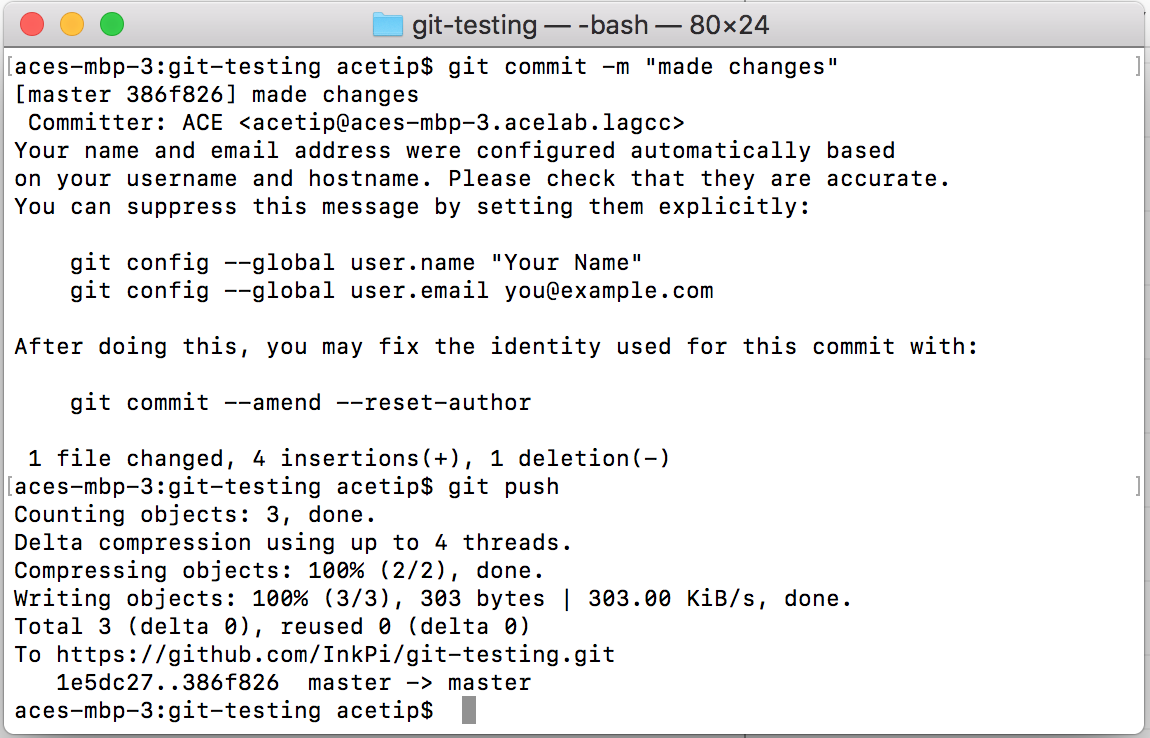 git-testing — -bash — 80×24
[aces-mbp-3:git-testing acetip$ git commit -m "made changes" ]
[master 386f826] made changes
 Committer: ACE <acetip@aces-mbp-3.acelab.lagcc>
Your name and email address were configured automatically based
on your username and hostname. Please check that they are accurate.
You can suppress this message by setting them explicitly:

    git config --global user.name "Your Name"
    git config --global user.email you@example.com

After doing this, you may fix the identity used for this commit with:

    git commit --amend --reset-author

 1 file changed, 4 insertions(+), 1 deletion(-)
[aces-mbp-3:git-testing acetip$ git push ]
Counting objects: 3, done.
Delta compression using up to 4 threads.
Compressing objects: 100% (2/2), done.
Writing objects: 100% (3/3), 303 bytes | 303.00 KiB/s, done.
Total 3 (delta 0), reused 0 (delta 0)
To https://github.com/InkPi/git-testing.git
   1e5dc27..386f826  master -> master
aces-mbp-3:git-testing acetip$